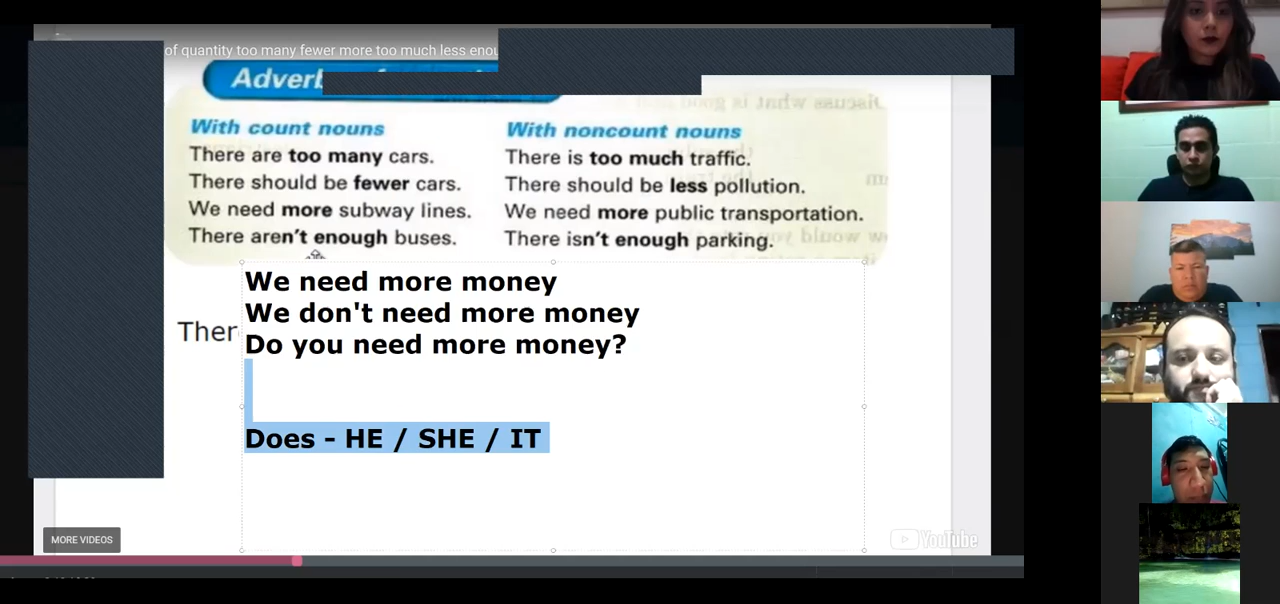 of quantity too many fewer more too much less enou
Adverb
With count nouns
There are too many cars.
There should be fewer cars.
We need more subway lines.
There aren't enough buses.
With noncount nouns
There is too much traffic.
There should be less pollution.
We need more public transportation.
There isn't enough parking.
We need more money
We don't need more money
Ther
Do you need more money?
Does - HE / SHE / IT
MORE VIDEOS
YouTube